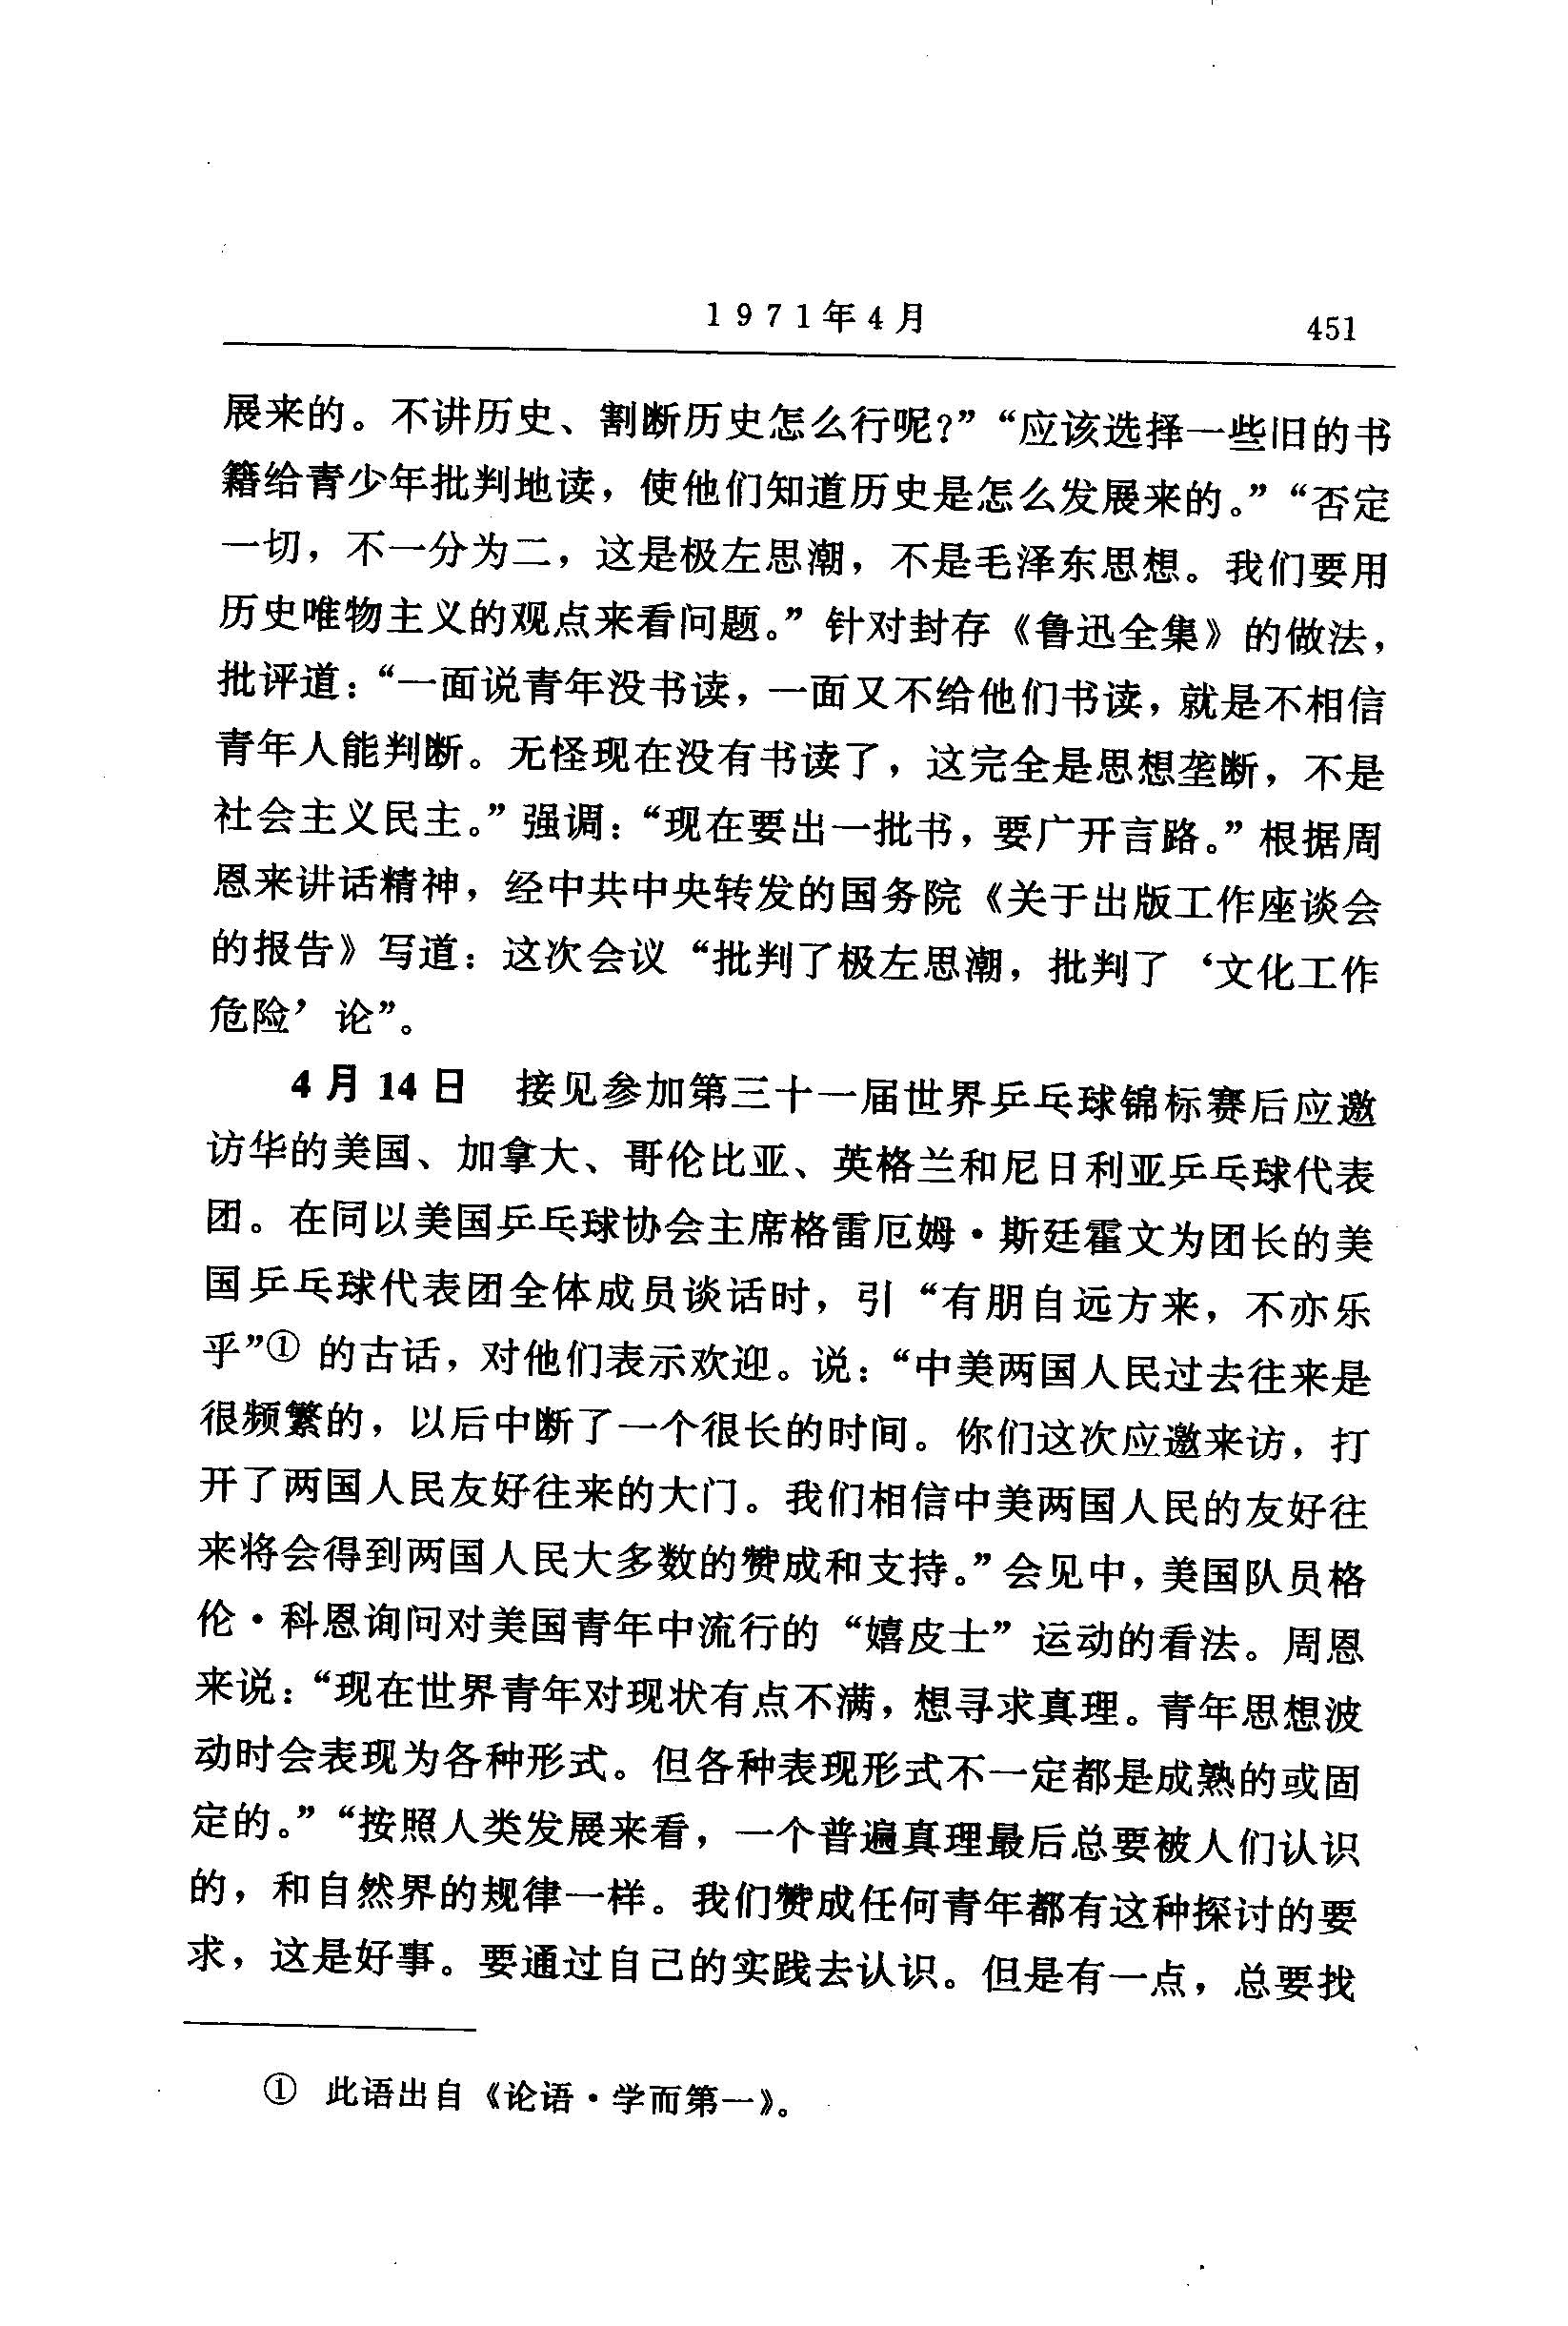 1971年4月
451
展来的。不讲历史、割断历史怎么行呢?”“应该选择一些旧的书
籍给青少年批判地读，使他们知道历史是怎么发展来的。”“否定
一切，不一分为二，这是极左思潮，不是毛泽东思想。我们要用
历史唯物主义的观点来看问题。”针对封存《鲁迅全集》的做法，
批评道：“一面说青年没书读，一面又不给他们书读，就是不相信
青年人能判断。无怪现在没有书读了，这完全是思想垄断，不是
社会主义民主。”强调：“现在要出一批书，要广开言路。”根据周
恩来讲话精神，经中共中央转发的国务院《关于出版工作座谈会
的报告》写道：这次会议“批判了极左思潮，批判了‘文化工作
危险’论”。
4月14日 接见参加第三十一届世界乒乓球锦标赛后应邀
访华的美国、加拿大、哥伦比亚、英格兰和尼日利亚乒乓球代表
团。在同以美国乒乓球协会主席格雷厄姆·斯廷霍文为团长的美
国乒乓球代表团全体成员谈话时，引“有朋自远方来，不亦乐
乎”①的古话，对他们表示欢迎。说：“中美两国人民过去往来是
很频繁的，以后中断了一个很长的时间。你们这次应邀来访，打
开了两国人民友好往来的大门。我们相信中美两国人民的友好往
来将会得到两国人民大多数的赞成和支持。”会见中，美国队员格
伦·科恩询问对美国青年中流行的“嬉皮士”运动的看法。周恩
来说：“现在世界青年对现状有点不满，想寻求真理。青年思想波
动时会表现为各种形式。但各种表现形式不一定都是成熟的或固
定的。”“按照人类发展来看，一个普遍真理最后总要被人们认识
的，和自然界的规律一样。我们赞成任何青年都有这种探讨的要
求，这是好事。要通过自己的实践去认识。但是有一点，总要找
① 此语出自《论语·学而第一》。